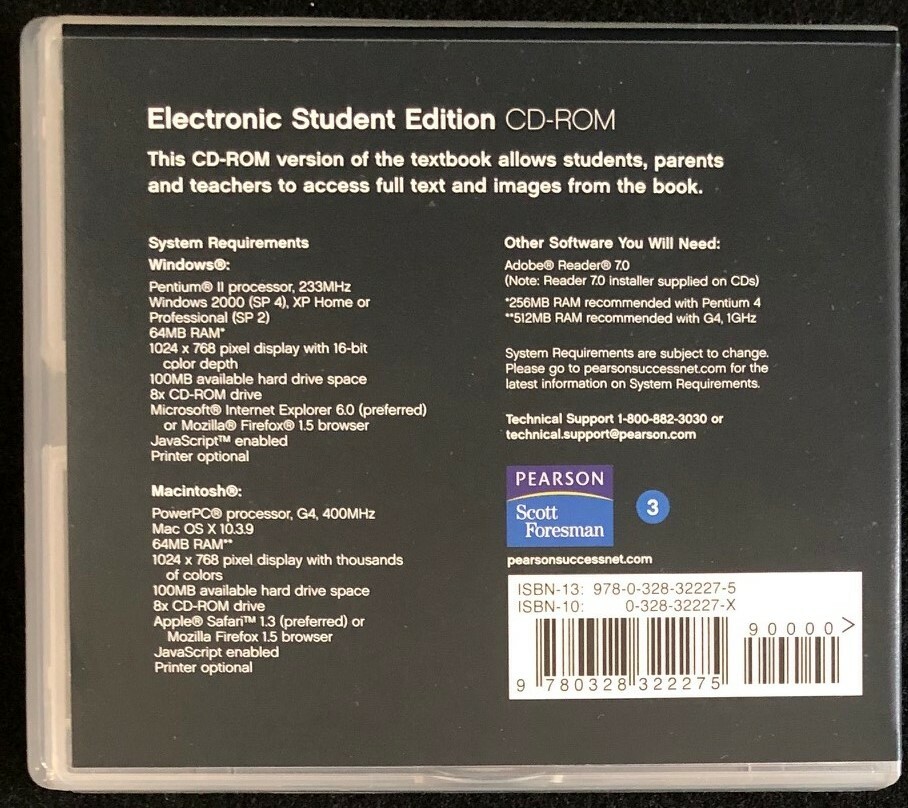 Electronic Student Edition CD-ROM
This CD-ROM version of the textbook allows students, parents
and teachers to access full text and images from the book.
System Requirements
Windows®:
Pentium® II processor, 233MHz
Windows 2000 (SP 4), XP Home or
Professional (SP 2)
64MB RAM*
1024 x 768 pixel display with 16-bit
color depth
100MB available hard drive space
8x CD-ROM drive
Microsoft® Internet Explorer 6.0 (preferred)
or Mozilla® Firefox® 1.5 browser
JavaScript™ enabled
Printer optional
Macintosh®:
PowerPC® processor, G4, 400MHz
Mac OS X 10.3.9
64MB RAM**
1024 x 768 pixel display with thousands
of colors
100MB available hard drive space
8x CD-ROM drive
Apple® Safari™ 1.3 (preferred) or
Mozilla Firefox 1.5 browser
JavaScript enabled
Printer optional
Other Software You Will Need:
Adobe® Reader® 7.0
(Note: Reader 7.0 installer supplied on CDs)
*256MB RAM recommended with Pentium 4
**512MB RAM recommended with G4, 1GHz
System Requirements are subject to change.
Please go to pearsonsuccessnet.com for the
latest information on System Requirements.
Technical Support 1-800-882-3030 or
technical.support@pearson.com
PEARSON
Scott
Foresman
3
pearsonsuccessnet.com
ISBN-13: 978-0-328-32227-5
ISBN-10: 0-328-32227-X
90000>
9 780328 322275